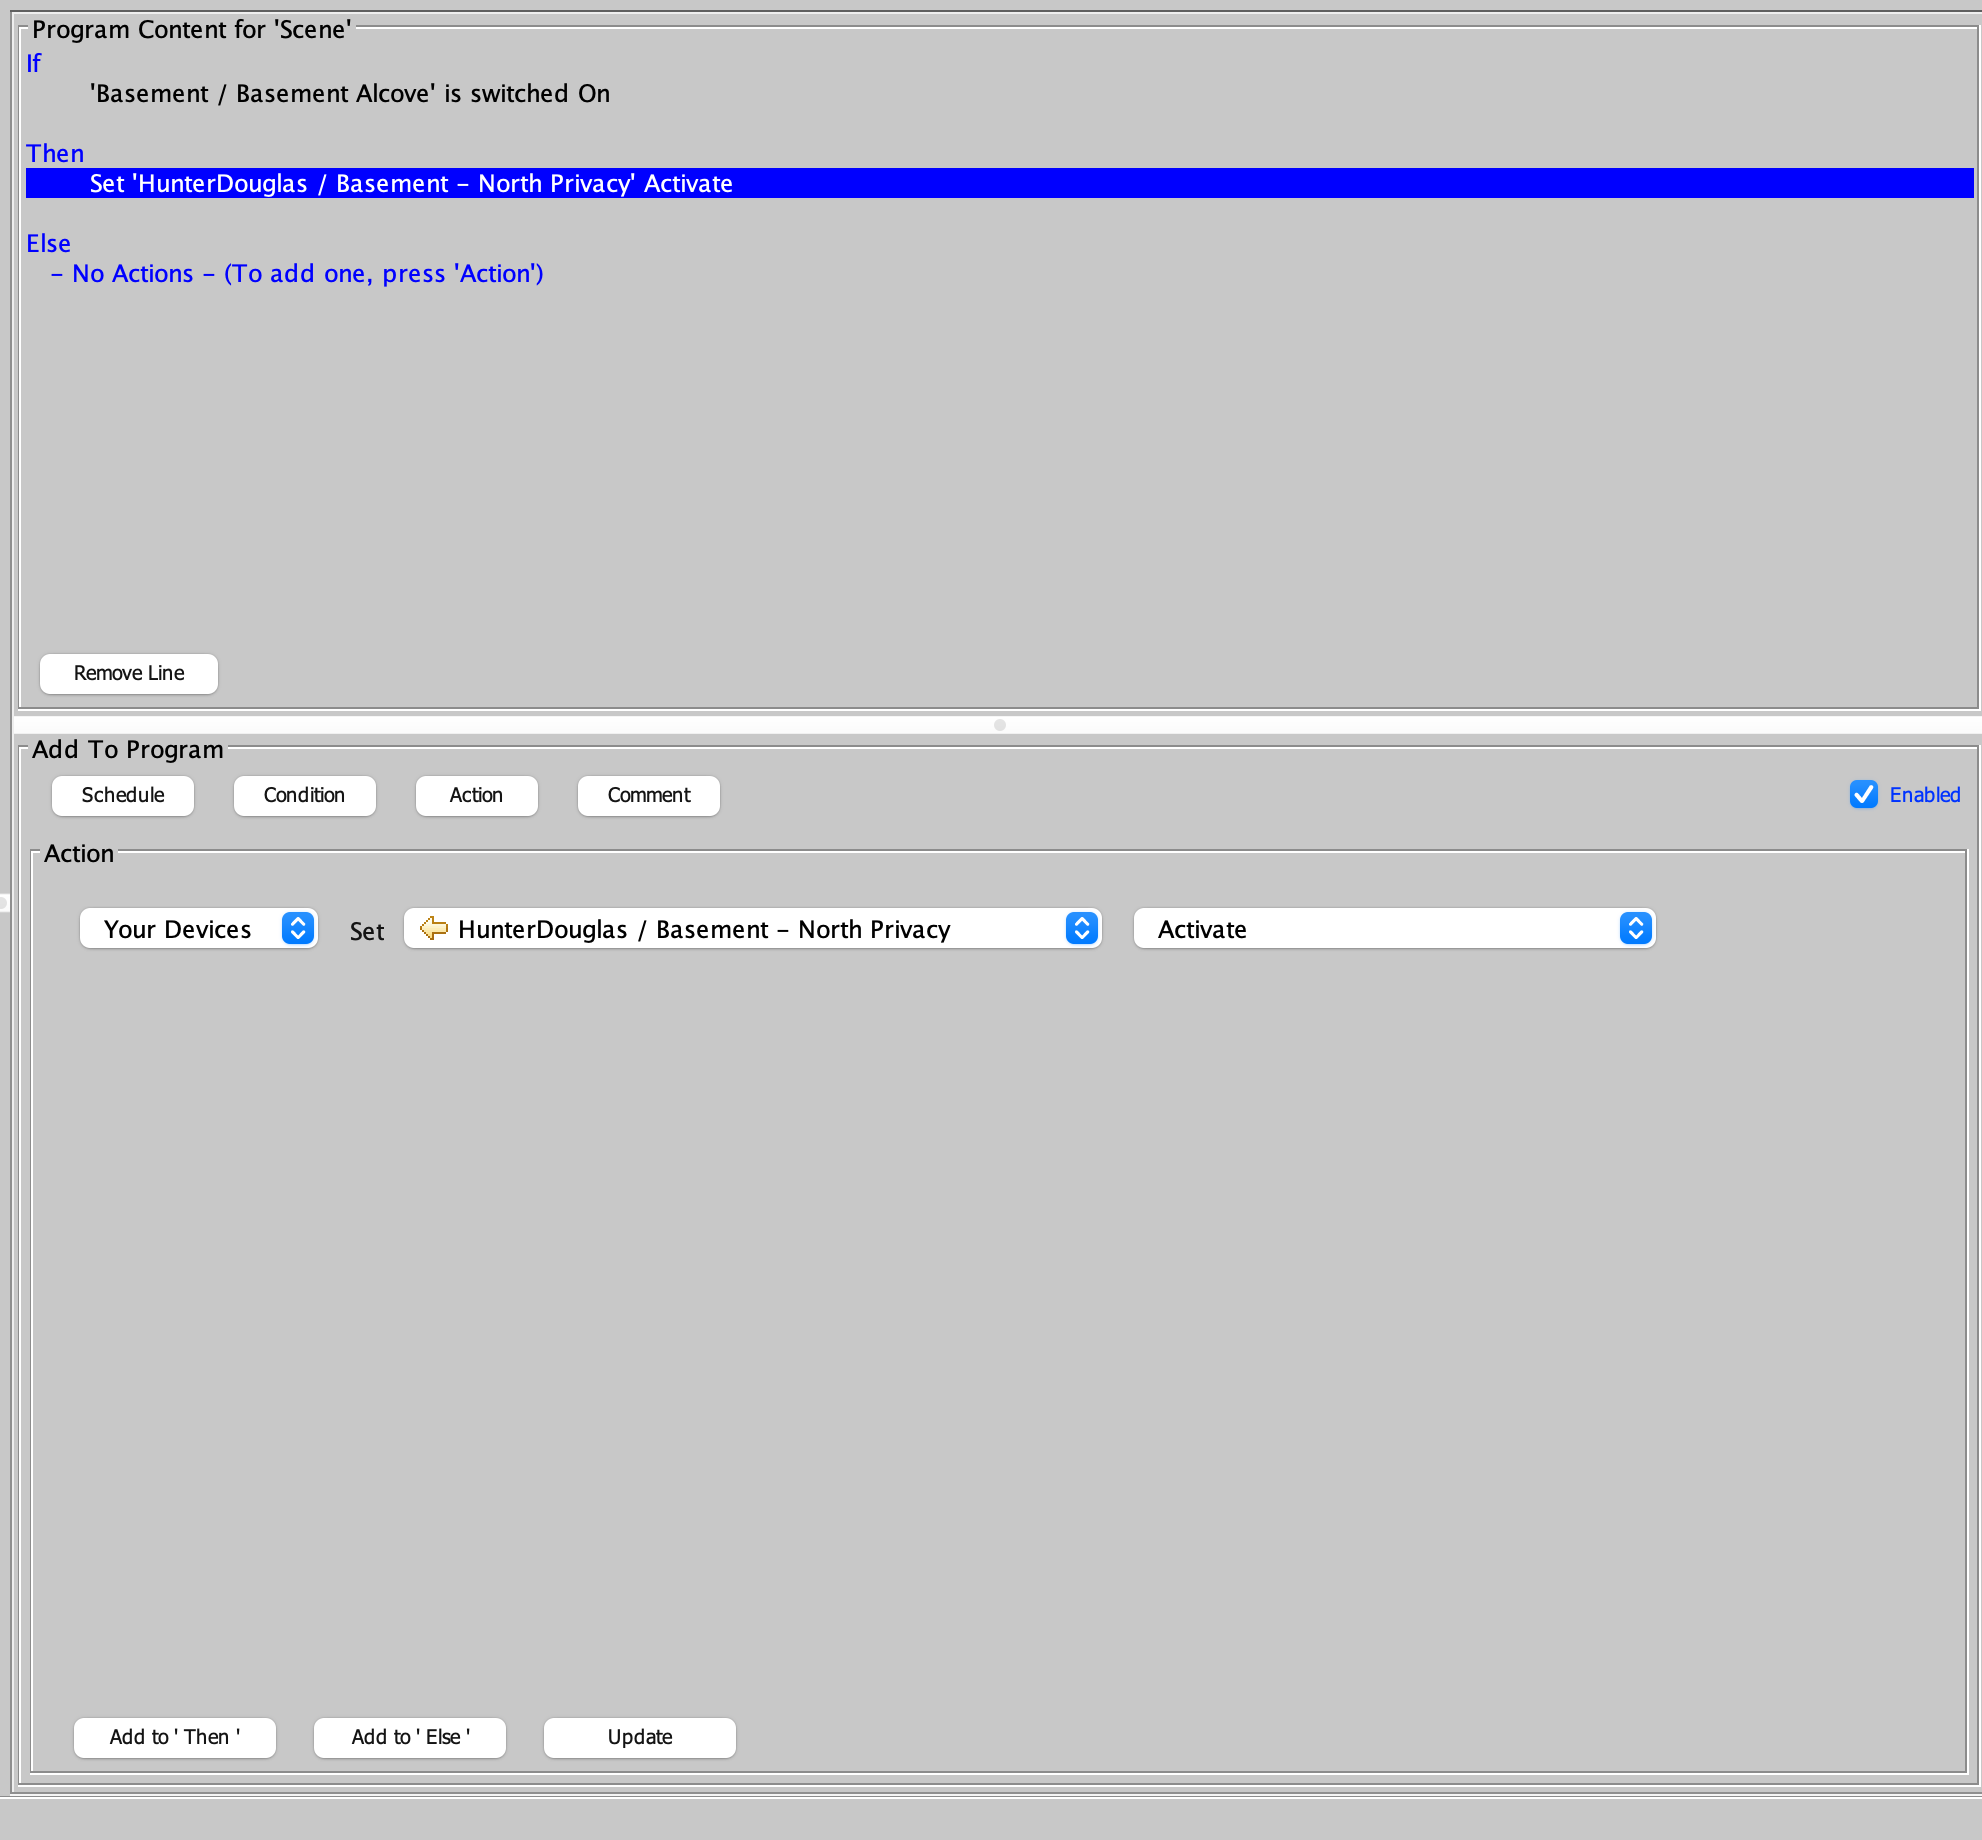 Program Content for 'Scene'
If
'Basement / Basement Alcove' is switched On
Then
Set 'HunterDouglas / Basement - North Privacy' Activate
Else
- No Actions - (To add one, press 'Action')
Remove Line
Add To Program
Schedule Condition Action Comment Enabled
Action
Your Devices Set HunterDouglas / Basement - North Privacy Activate
Add to ' Then ' Add to ' Else ' Update